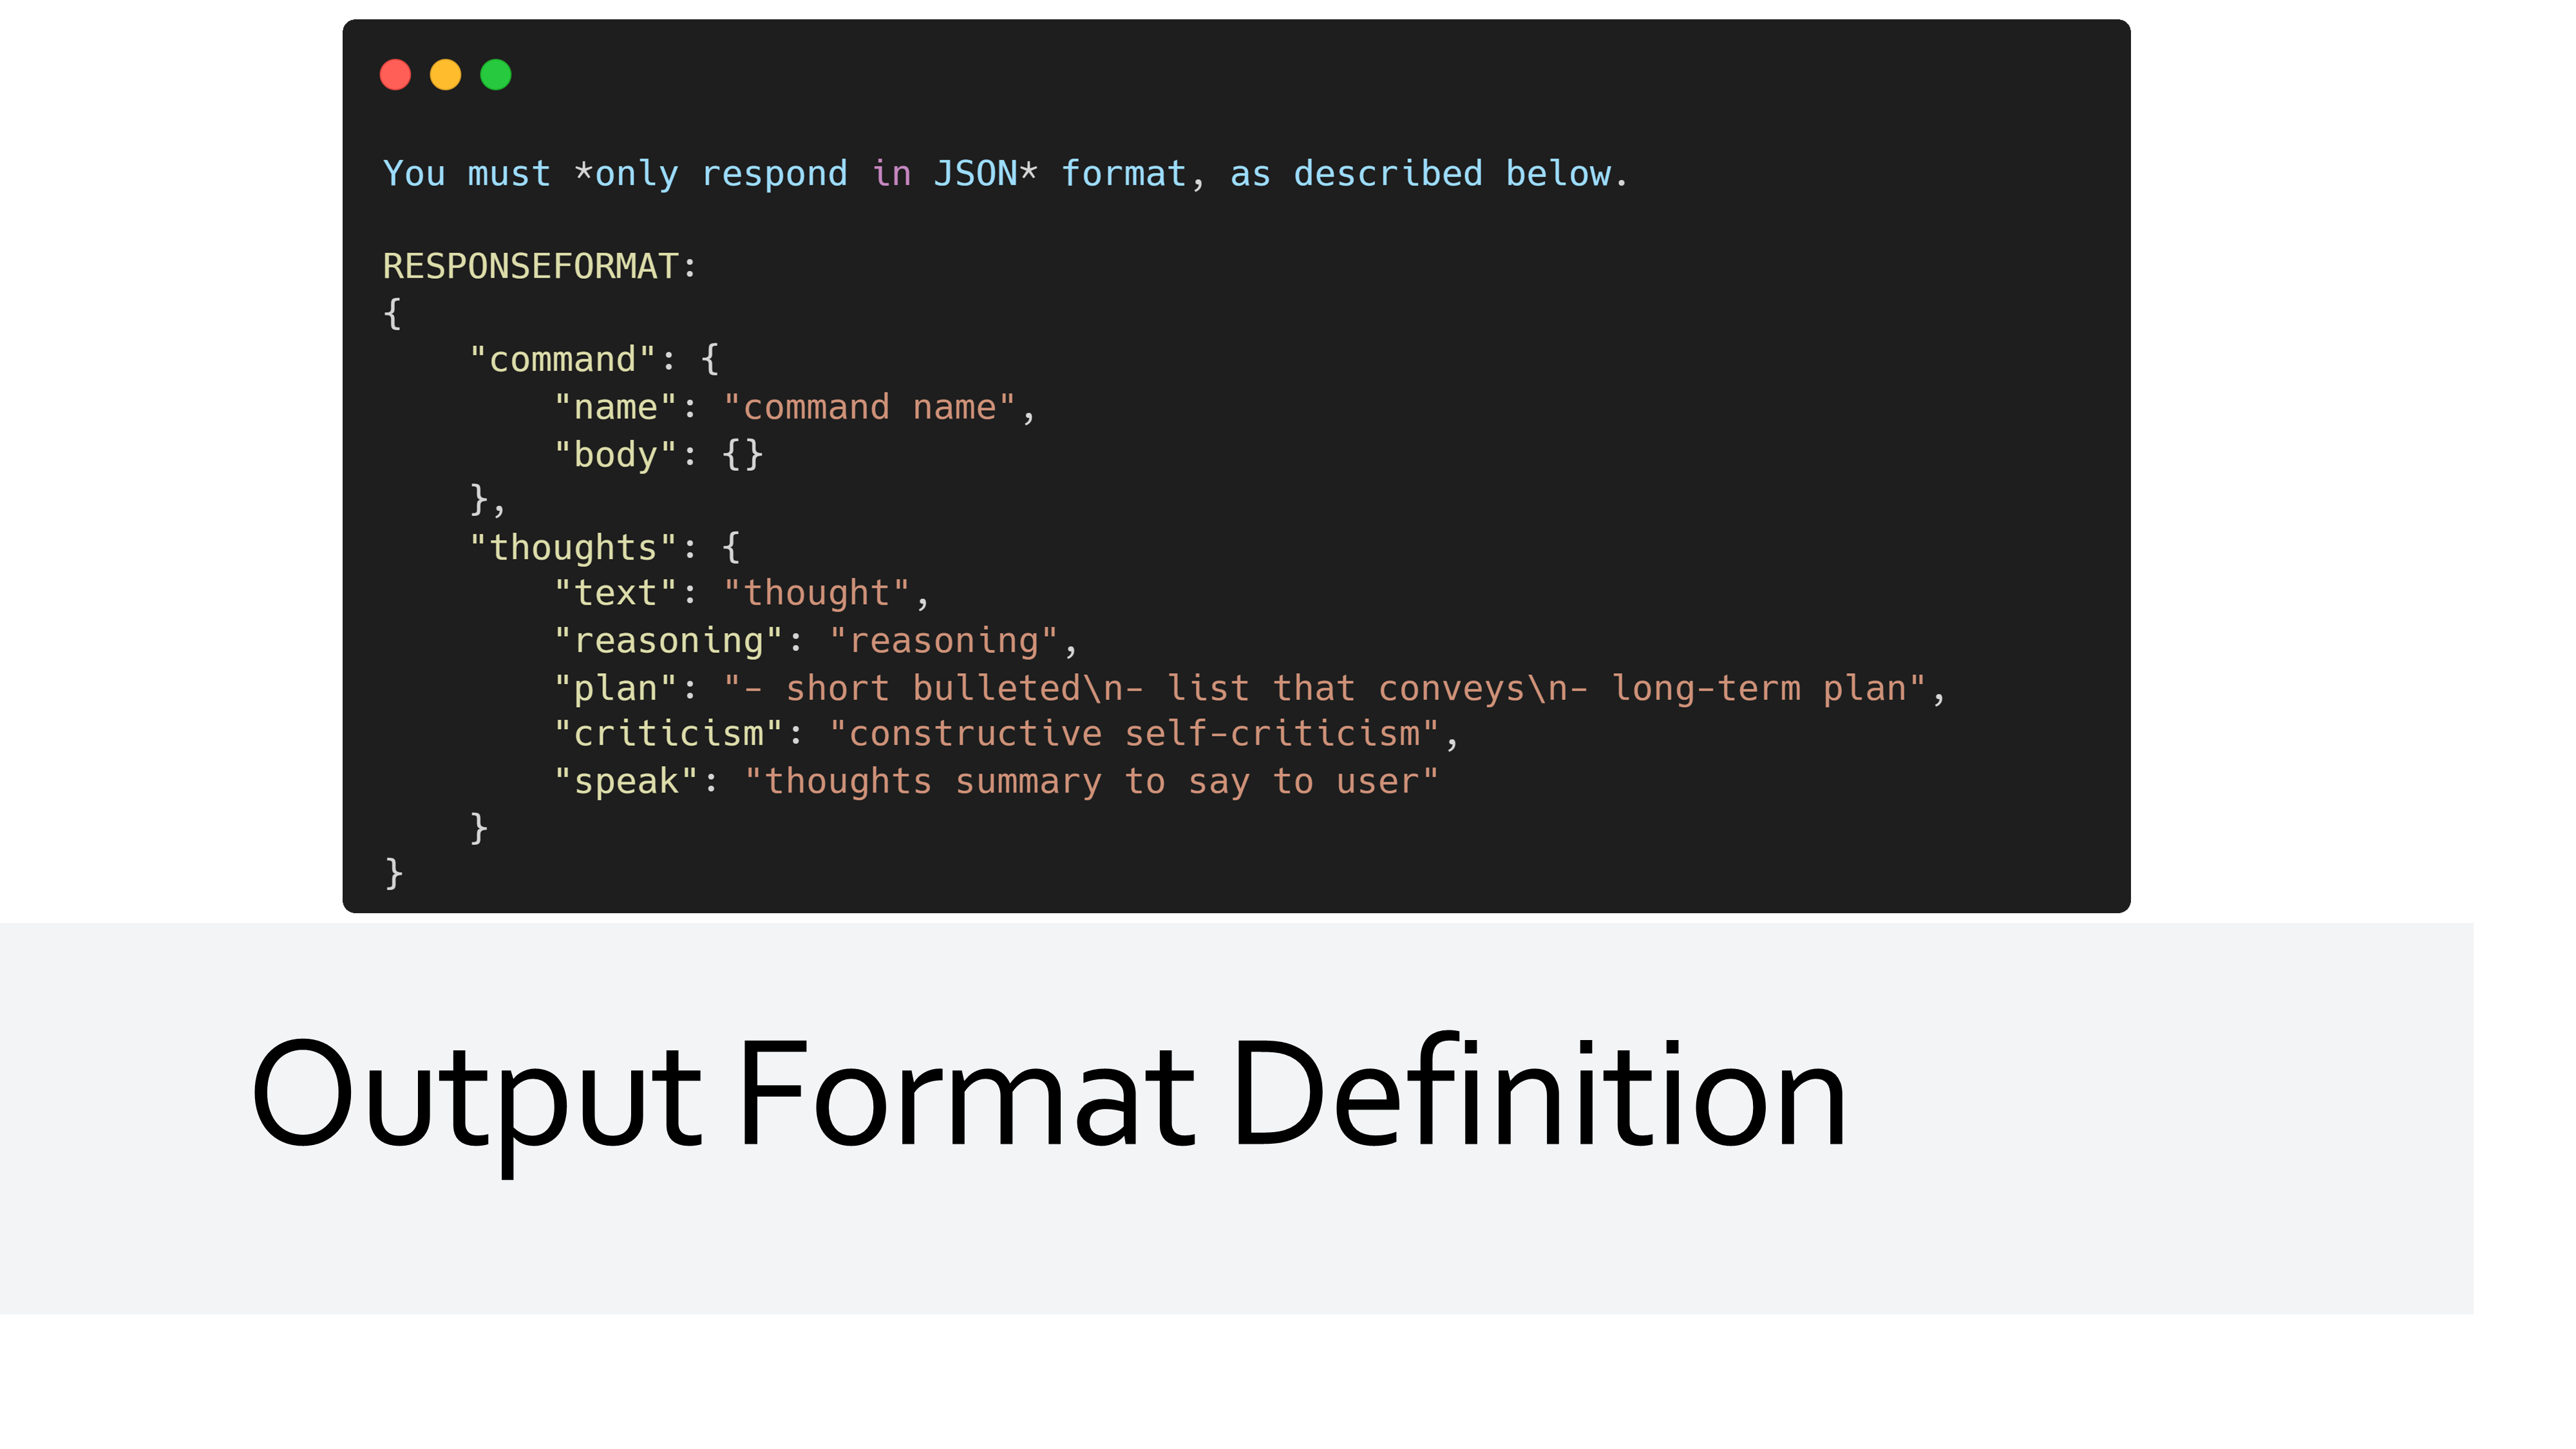 You must *only respond in JSON* format, as described below.
RESPONSEFORMAT:
{
    "command": {
        "name": "command name",
        "body": {}
    },
    "thoughts": {
        "text": "thought",
        "reasoning": "reasoning",
        "plan": "- short bulleted\n- list that conveys\n- long-term plan",
        "criticism": "constructive self-criticism",
        "speak": "thoughts summary to say to user"
    }
}
Output Format Definition